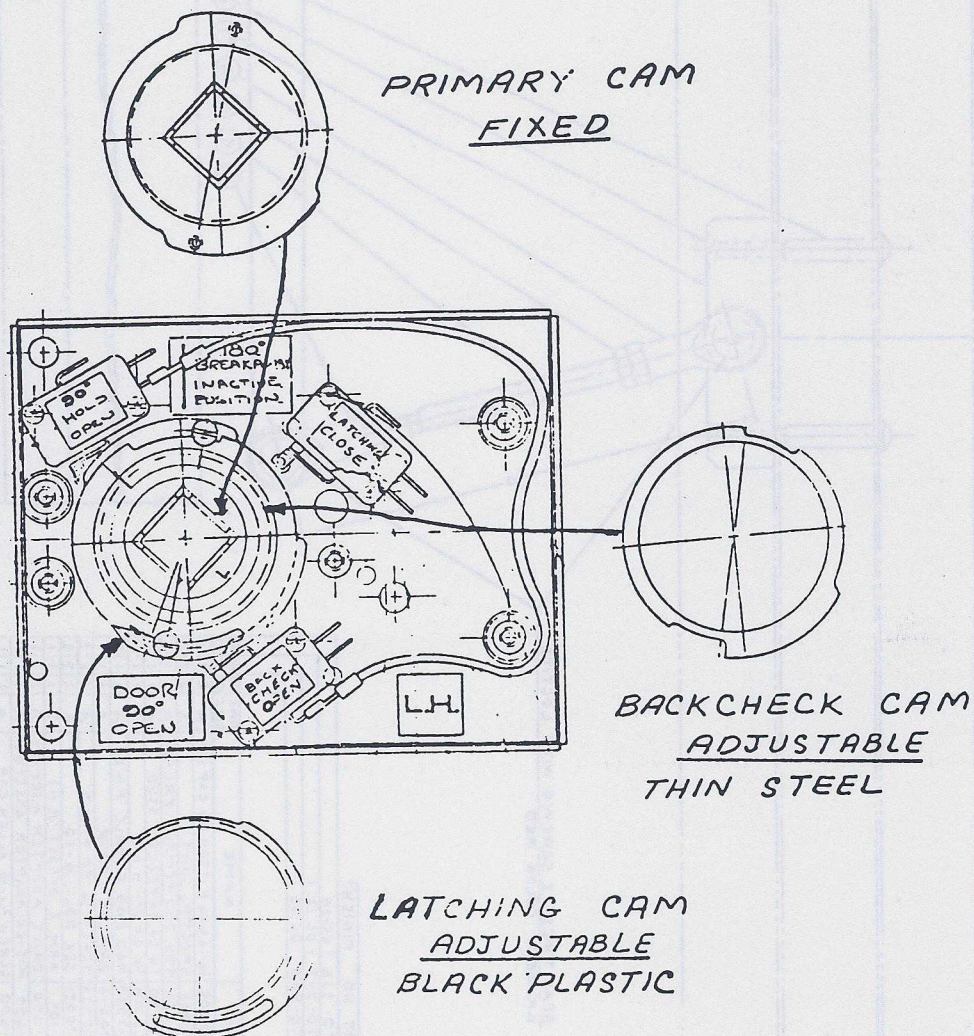 PRIMARY CAM
FIXED
180°
INACTIVE
POSITION
90°
HOLD
OPEN
LATCHING
CLOSE
BACK
CHECK
OPEN
DOOR
90°
OPEN
L.H.
BACKCHECK CAM
ADJUSTABLE
THIN STEEL
LATCHING CAM
ADJUSTABLE
BLACK PLASTIC